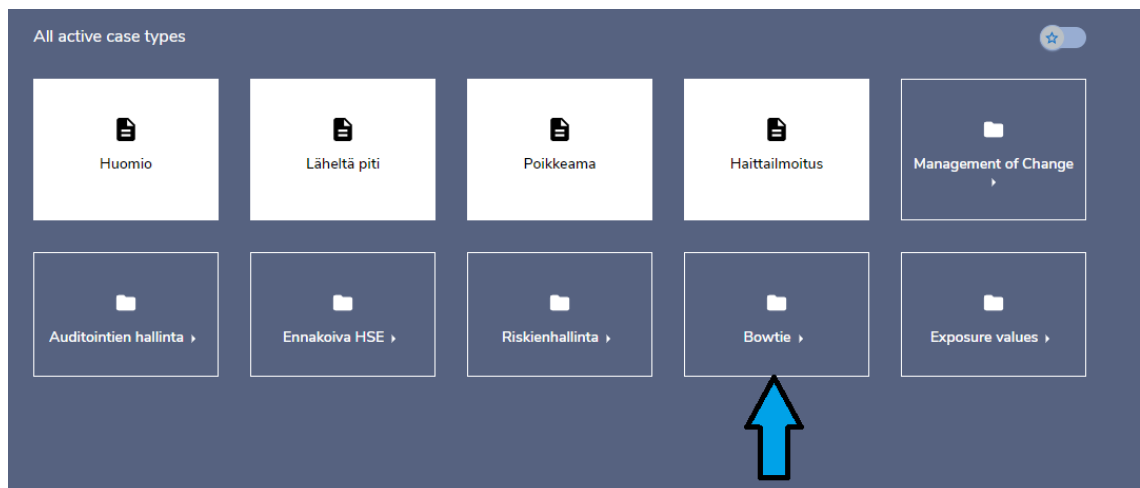 All active case types
Huomio
Läheltä piti
Poikkeama
Haittailmoitus
Management of Change
Auditointien hallinta
Ennakoiva HSE
Riskienhallinta
Bowtie
Exposure values